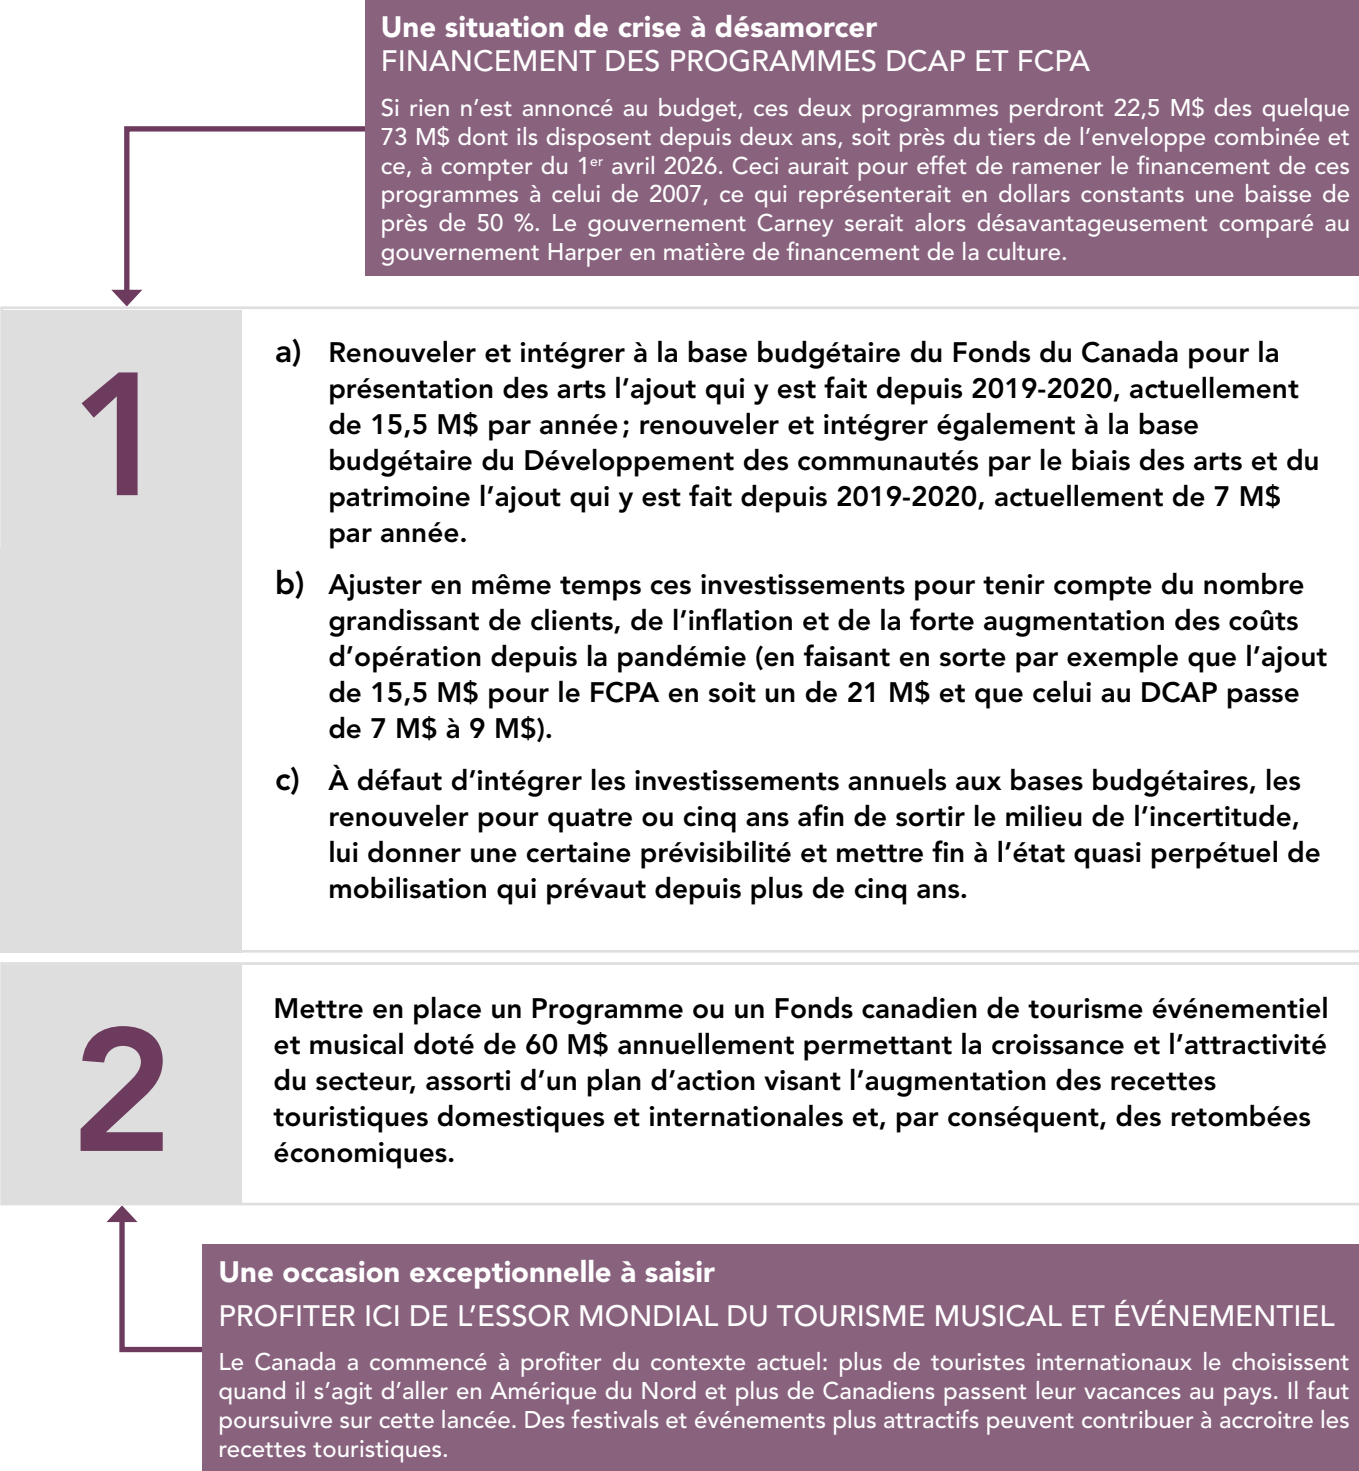 Une situation de crise à désamorcer
FINANCEMENT DES PROGRAMMES DCAP ET FCPA
Si rien n’est annoncé au budget, ces deux programmes perdront 22,5 M$ des quelque
73 M$ dont ils disposent depuis deux ans, soit près du tiers de l’enveloppe combinée et
ce, à compter du 1er avril 2026. Ceci aurait pour effet de ramener le financement de ces
programmes à celui de 2007, ce qui représenterait en dollars constants une baisse de
près de 50 %. Le gouvernement Carney serait alors désavantageusement comparé au
gouvernement Harper en matière de financement de la culture.
1
a) Renouveler et intégrer à la base budgétaire du Fonds du Canada pour la
présentation des arts l’ajout qui y est fait depuis 2019-2020, actuellement
de 15,5 M$ par année ; renouveler et intégrer également à la base
budgétaire du Développement des communautés par le biais des arts et du
patrimoine l’ajout qui y est fait depuis 2019-2020, actuellement de 7 M$
par année.
b) Ajuster en même temps ces investissements pour tenir compte du nombre
grandissant de clients, de l’inflation et de la forte augmentation des coûts
d’opération depuis la pandémie (en faisant en sorte par exemple que l’ajout
de 15,5 M$ pour le FCPA en soit un de 21 M$ et que celui au DCAP passe
de 7 M$ à 9 M$).
c) À défaut d’intégrer les investissements annuels aux bases budgétaires, les
renouveler pour quatre ou cinq ans afin de sortir le milieu de l’incertitude,
lui donner une certaine prévisibilité et mettre fin à l’état quasi perpétuel de
mobilisation qui prévaut depuis plus de cinq ans.
2
Mettre en place un Programme ou un Fonds canadien de tourisme événementiel
et musical doté de 60 M$ annuellement permettant la croissance et l’attractivité
du secteur, assorti d’un plan d’action visant l’augmentation des recettes
touristiques domestiques et internationales et, par conséquent, des retombées
économiques.
Une occasion exceptionnelle à saisir
PROFITER ICI DE L’ESSOR MONDIAL DU TOURISME MUSICAL ET ÉVÉNEMENTIEL
Le Canada a commencé à profiter du contexte actuel: plus de touristes internationaux le choisissent
quand il s’agit d’aller en Amérique du Nord et plus de Canadiens passent leur vacances au pays. Il faut
poursuivre sur cette lancée. Des festivals et événements plus attractifs peuvent contribuer à accroitre les
recettes touristiques.